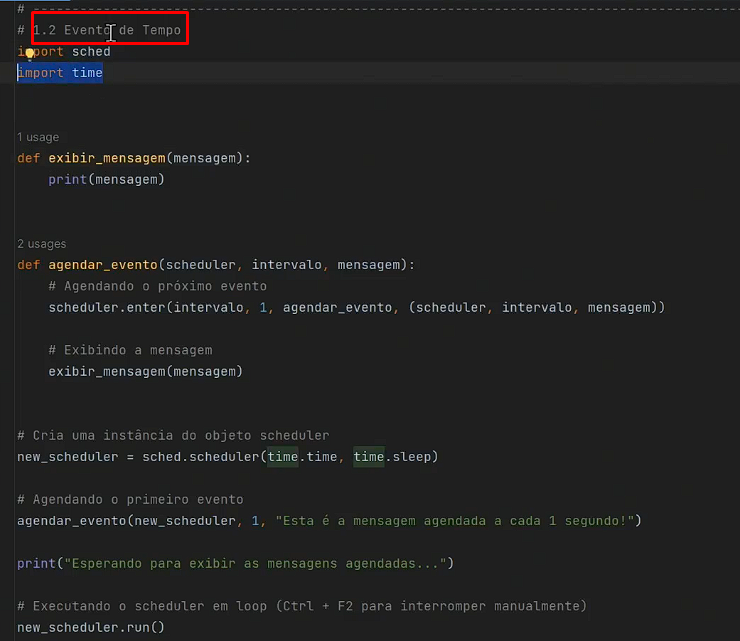 # ------------------------------------------------------------------------------------------
# 1.2 Evento de Tempo
import sched
import time
1 usage
def exibir_mensagem(mensagem):
    print(mensagem)
2 usages
def agendar_evento(scheduler, intervalo, mensagem):
    # Agendando o próximo evento
    scheduler.enter(intervalo, 1, agendar_evento, (scheduler, intervalo, mensagem))
    # Exibindo a mensagem
    exibir_mensagem(mensagem)
# Cria uma instância do objeto scheduler
new_scheduler = sched.scheduler(time.time, time.sleep)
# Agendando o primeiro evento
agendar_evento(new_scheduler, 1, "Esta é a mensagem agendada a cada 1 segundo!")
print("Esperando para exibir as mensagens agendadas...")
# Executando o scheduler em loop (Ctrl + F2 para interromper manualmente)
new_scheduler.run()